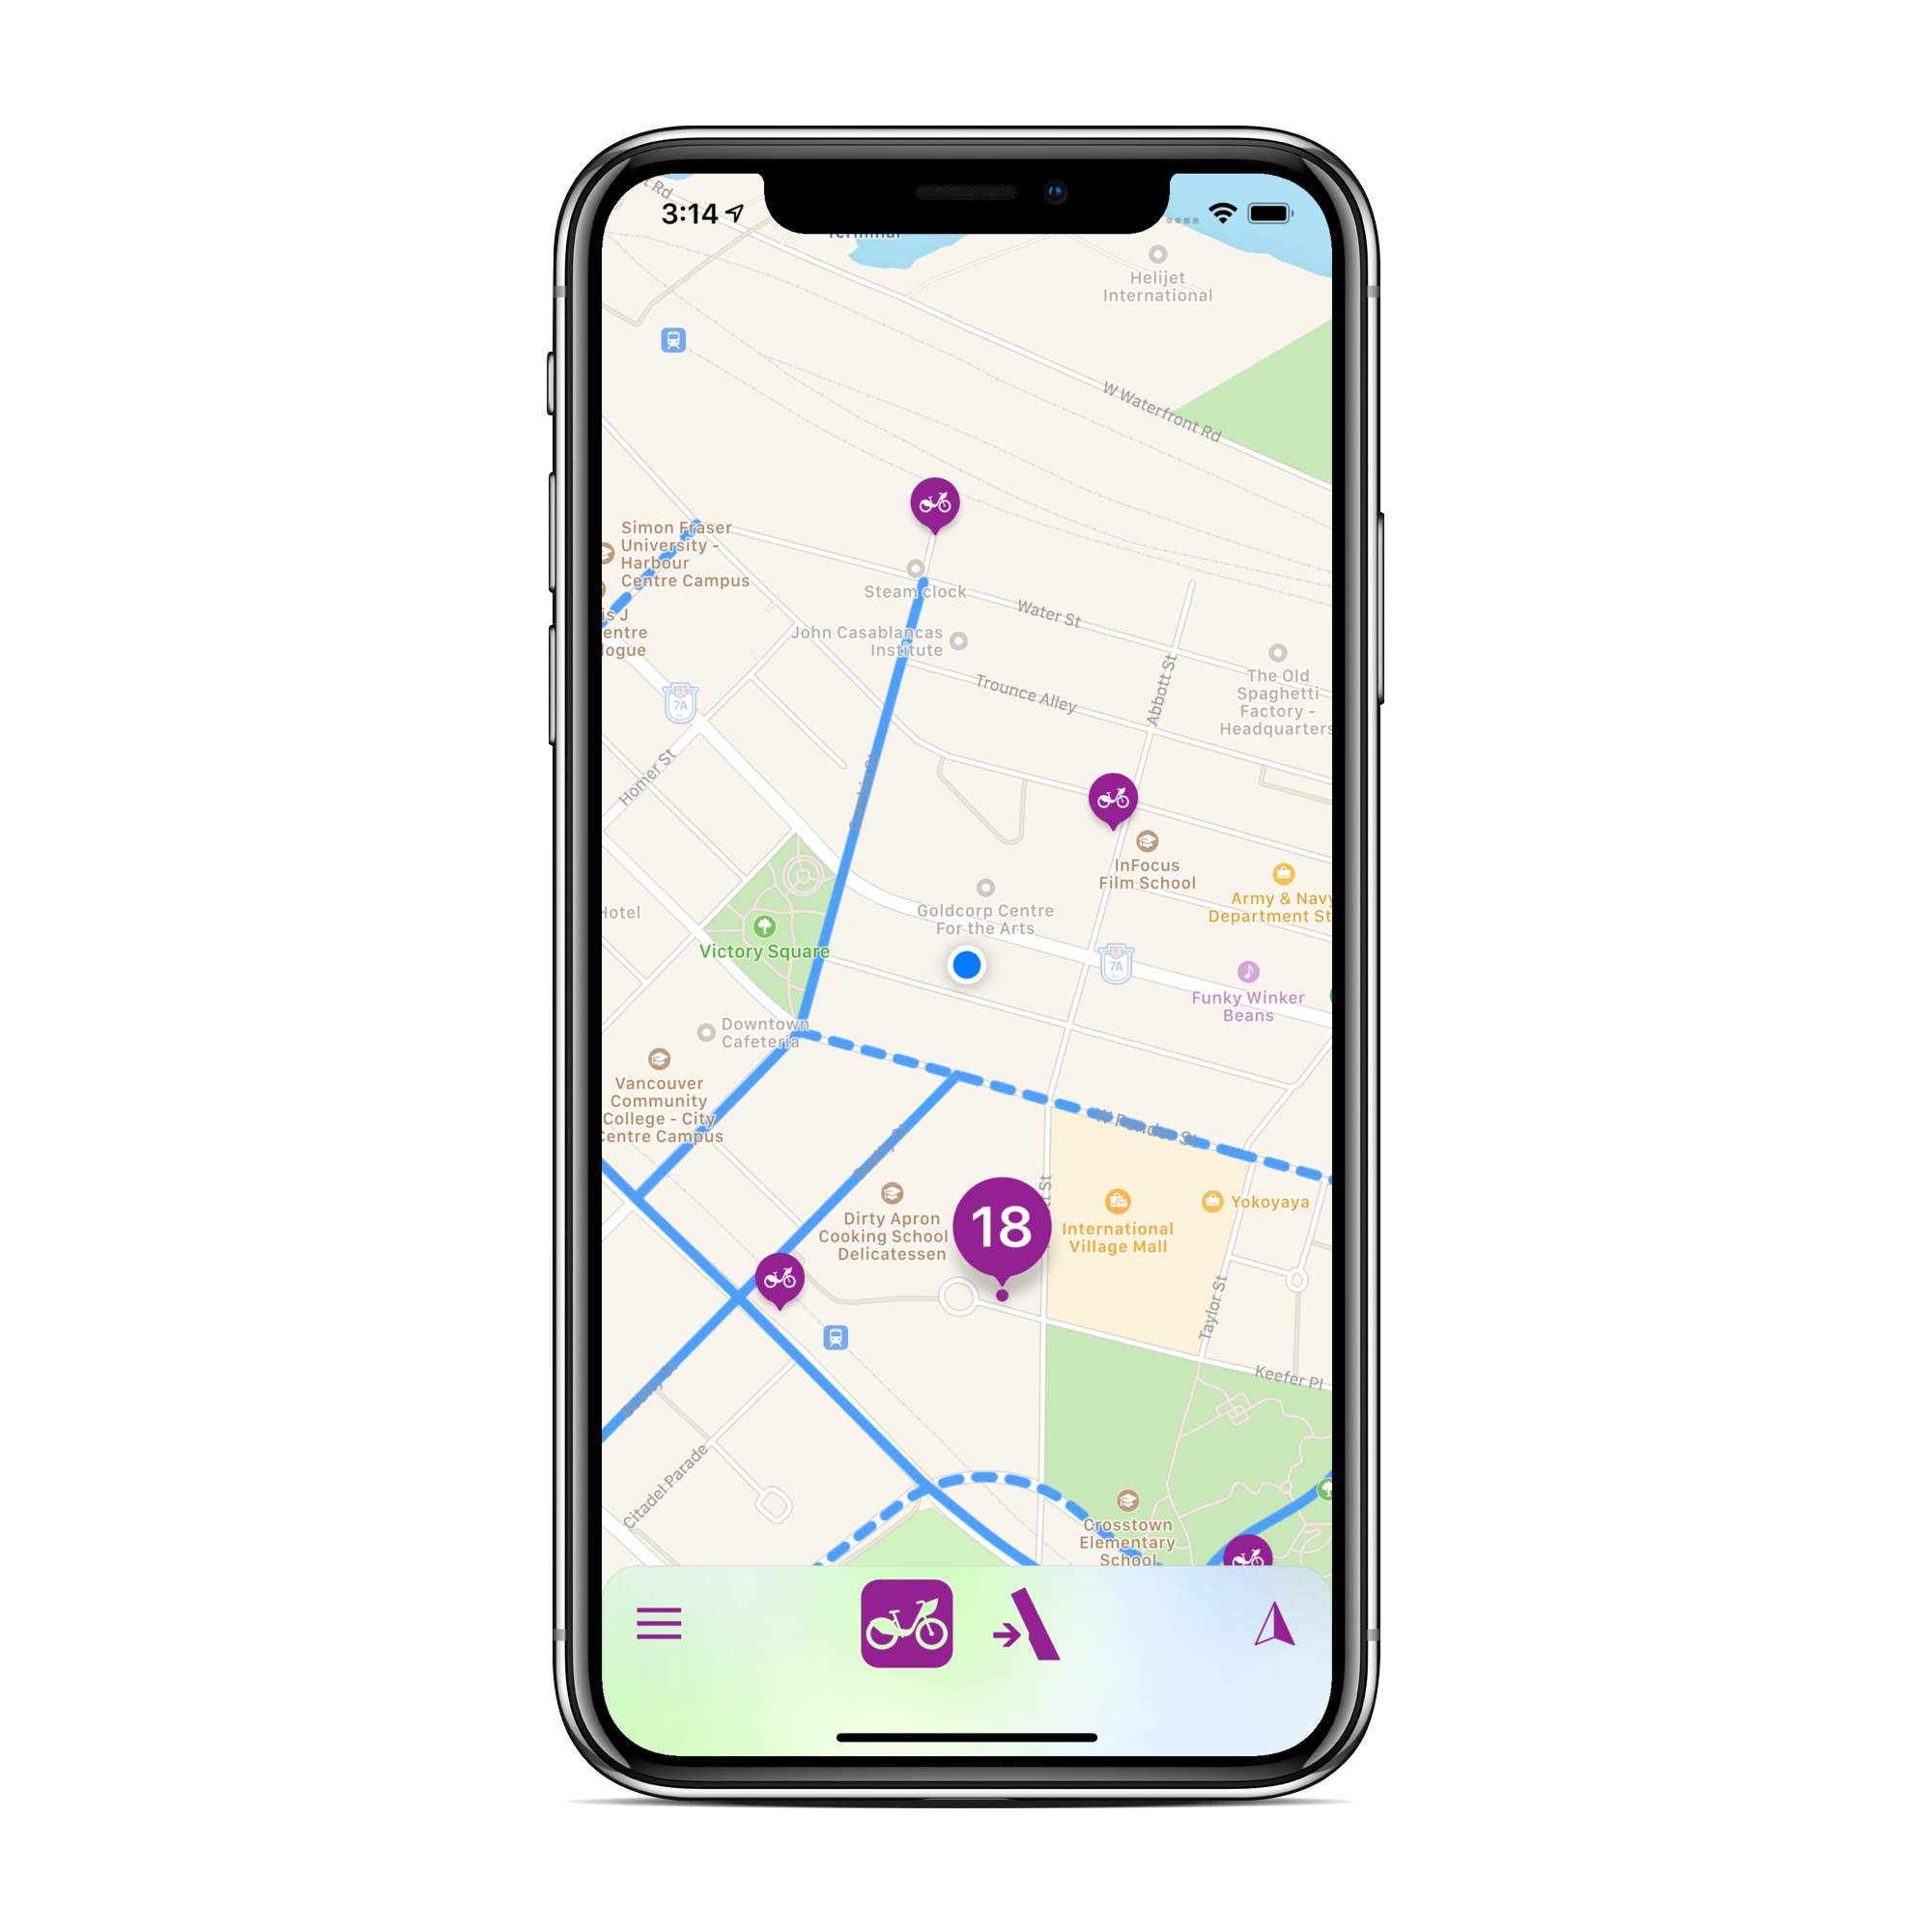 t Rd
3:14
Terminal
Helijet
International
W Waterfront Rd
Simon Fraser
University -
Harbour
Centre Campus
Steam clock
Water St
is J
entre
logue
John Casablancas
Institute
Trounce Alley
Abbott St
The Old
Spaghetti
Factory -
Headquarters
7A
Homer St
InFocus
Film School
Army & Navy
Department St
Hotel
Goldcorp Centre
For the Arts
Victory Square
7A
Funky Winker
Beans
Downtown
Cafeteria
Vancouver
Community
College - City
Centre Campus
W Pender St
Dirty Apron
Cooking School
Delicatessen
18
tt St
International
Village Mall
Yokoyaya
Taylor St
Keefer Pl
Citadel Parade
Crosstown
Elementary
School